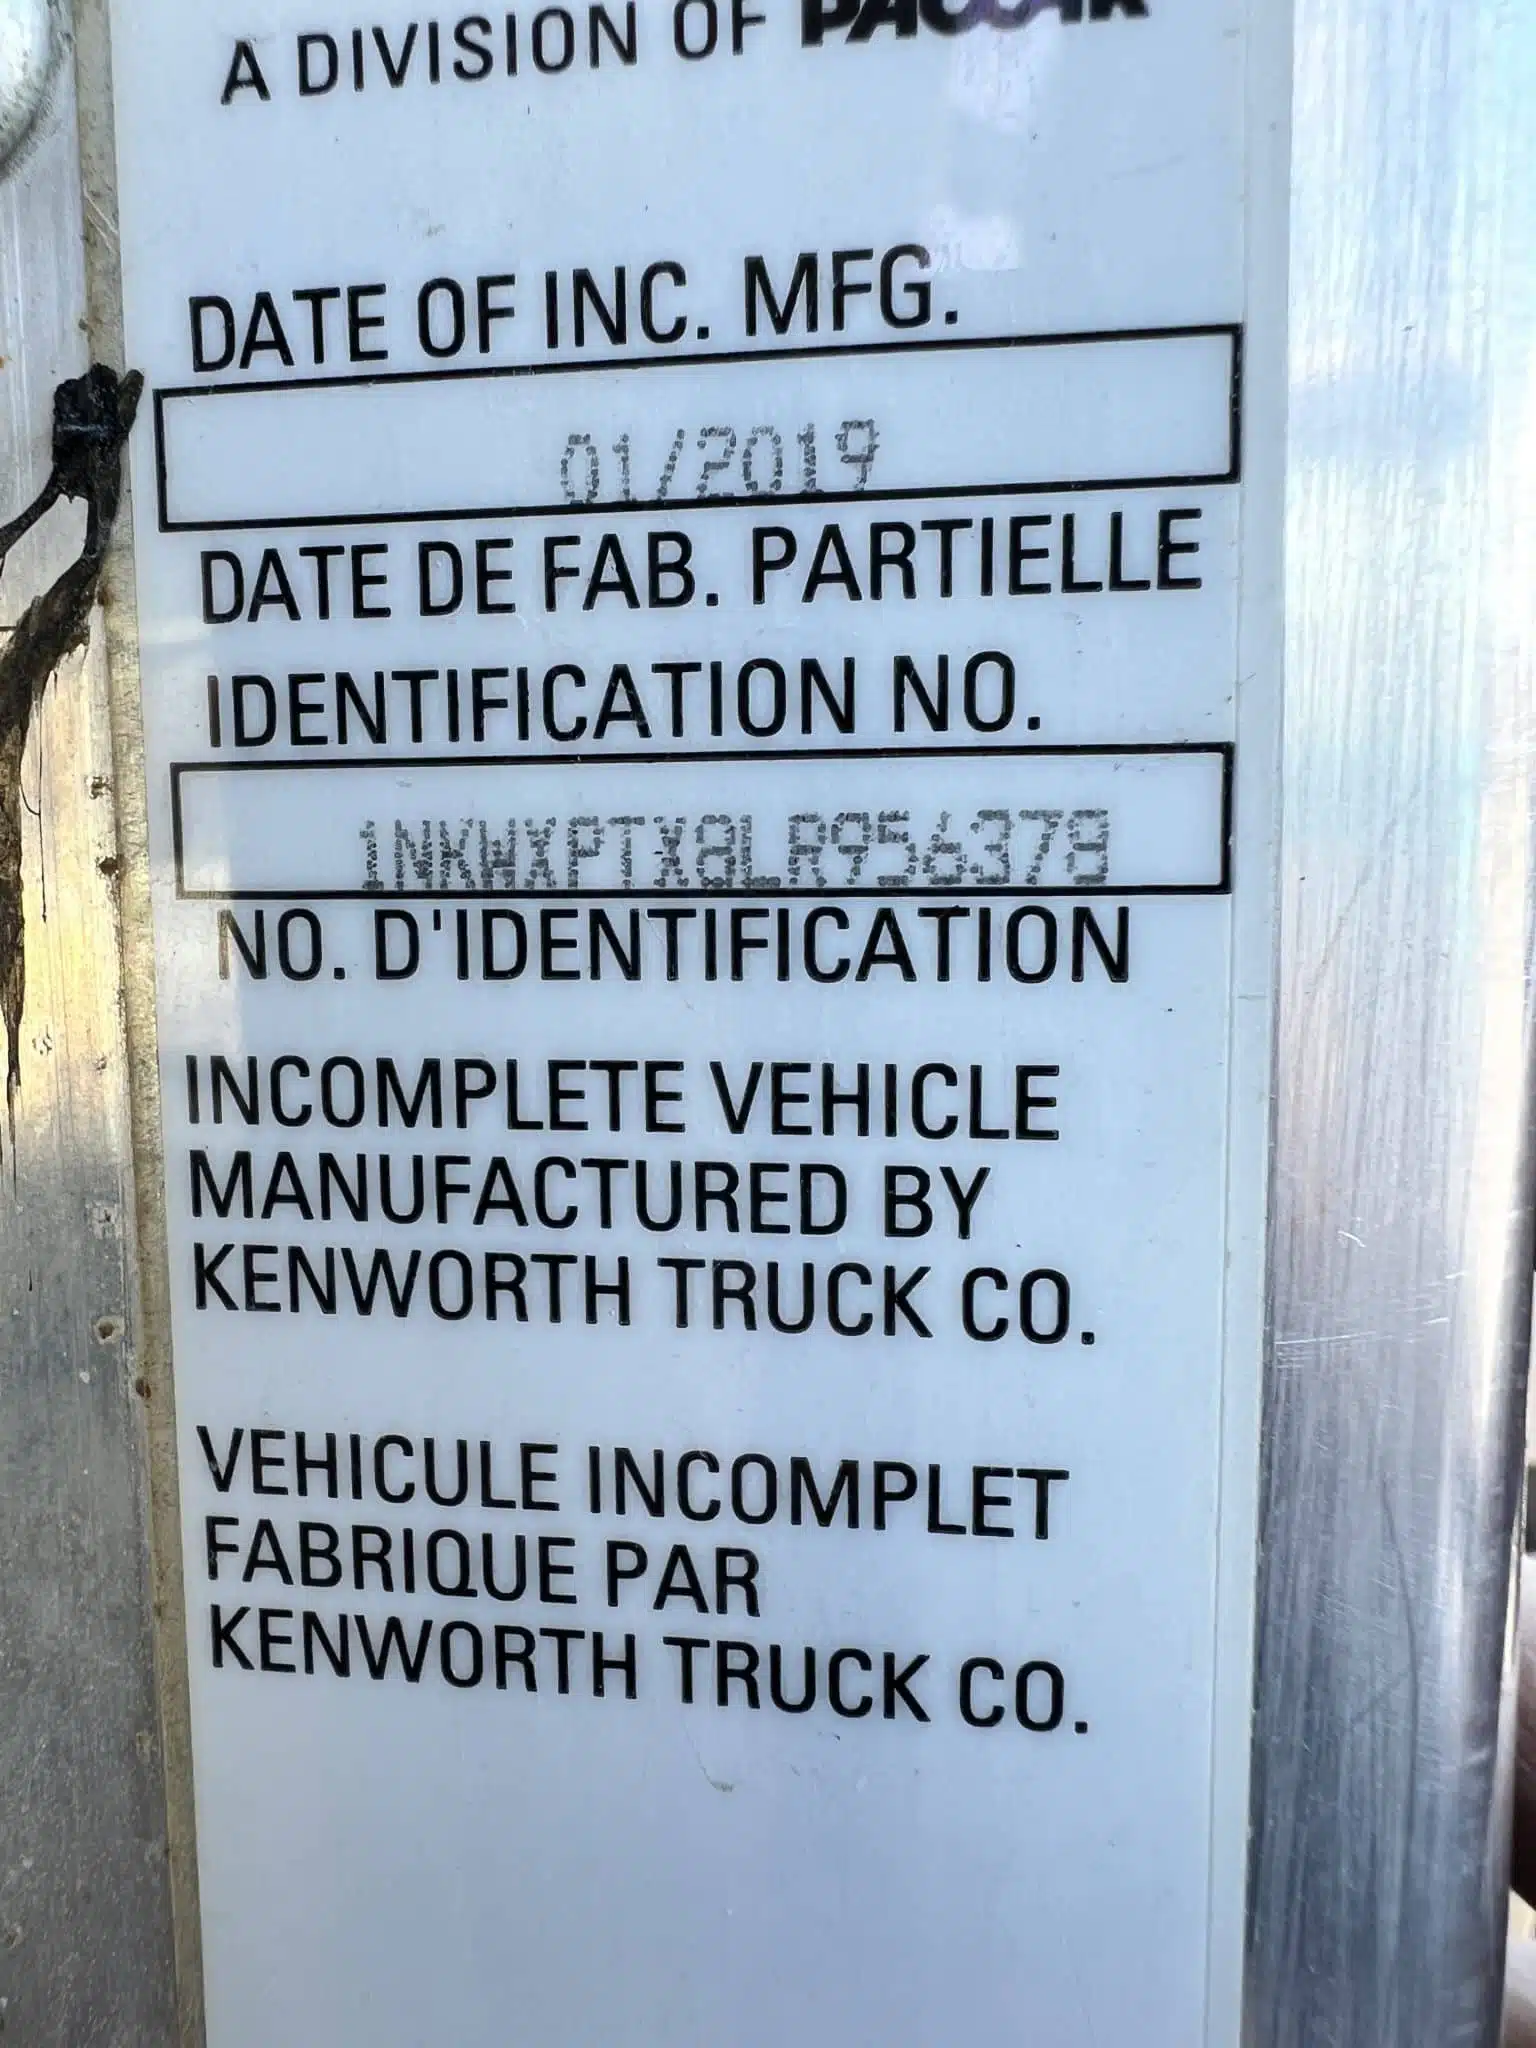 A DIVISION OF PACCAR
DATE OF INC. MFG.
01/2019
DATE DE FAB. PARTIELLE
IDENTIFICATION NO.
1NKWXPTX8LR956378
NO. D'IDENTIFICATION
INCOMPLETE VEHICLE
MANUFACTURED BY
KENWORTH TRUCK CO.
VEHICULE INCOMPLET
FABRIQUE PAR
KENWORTH TRUCK CO.